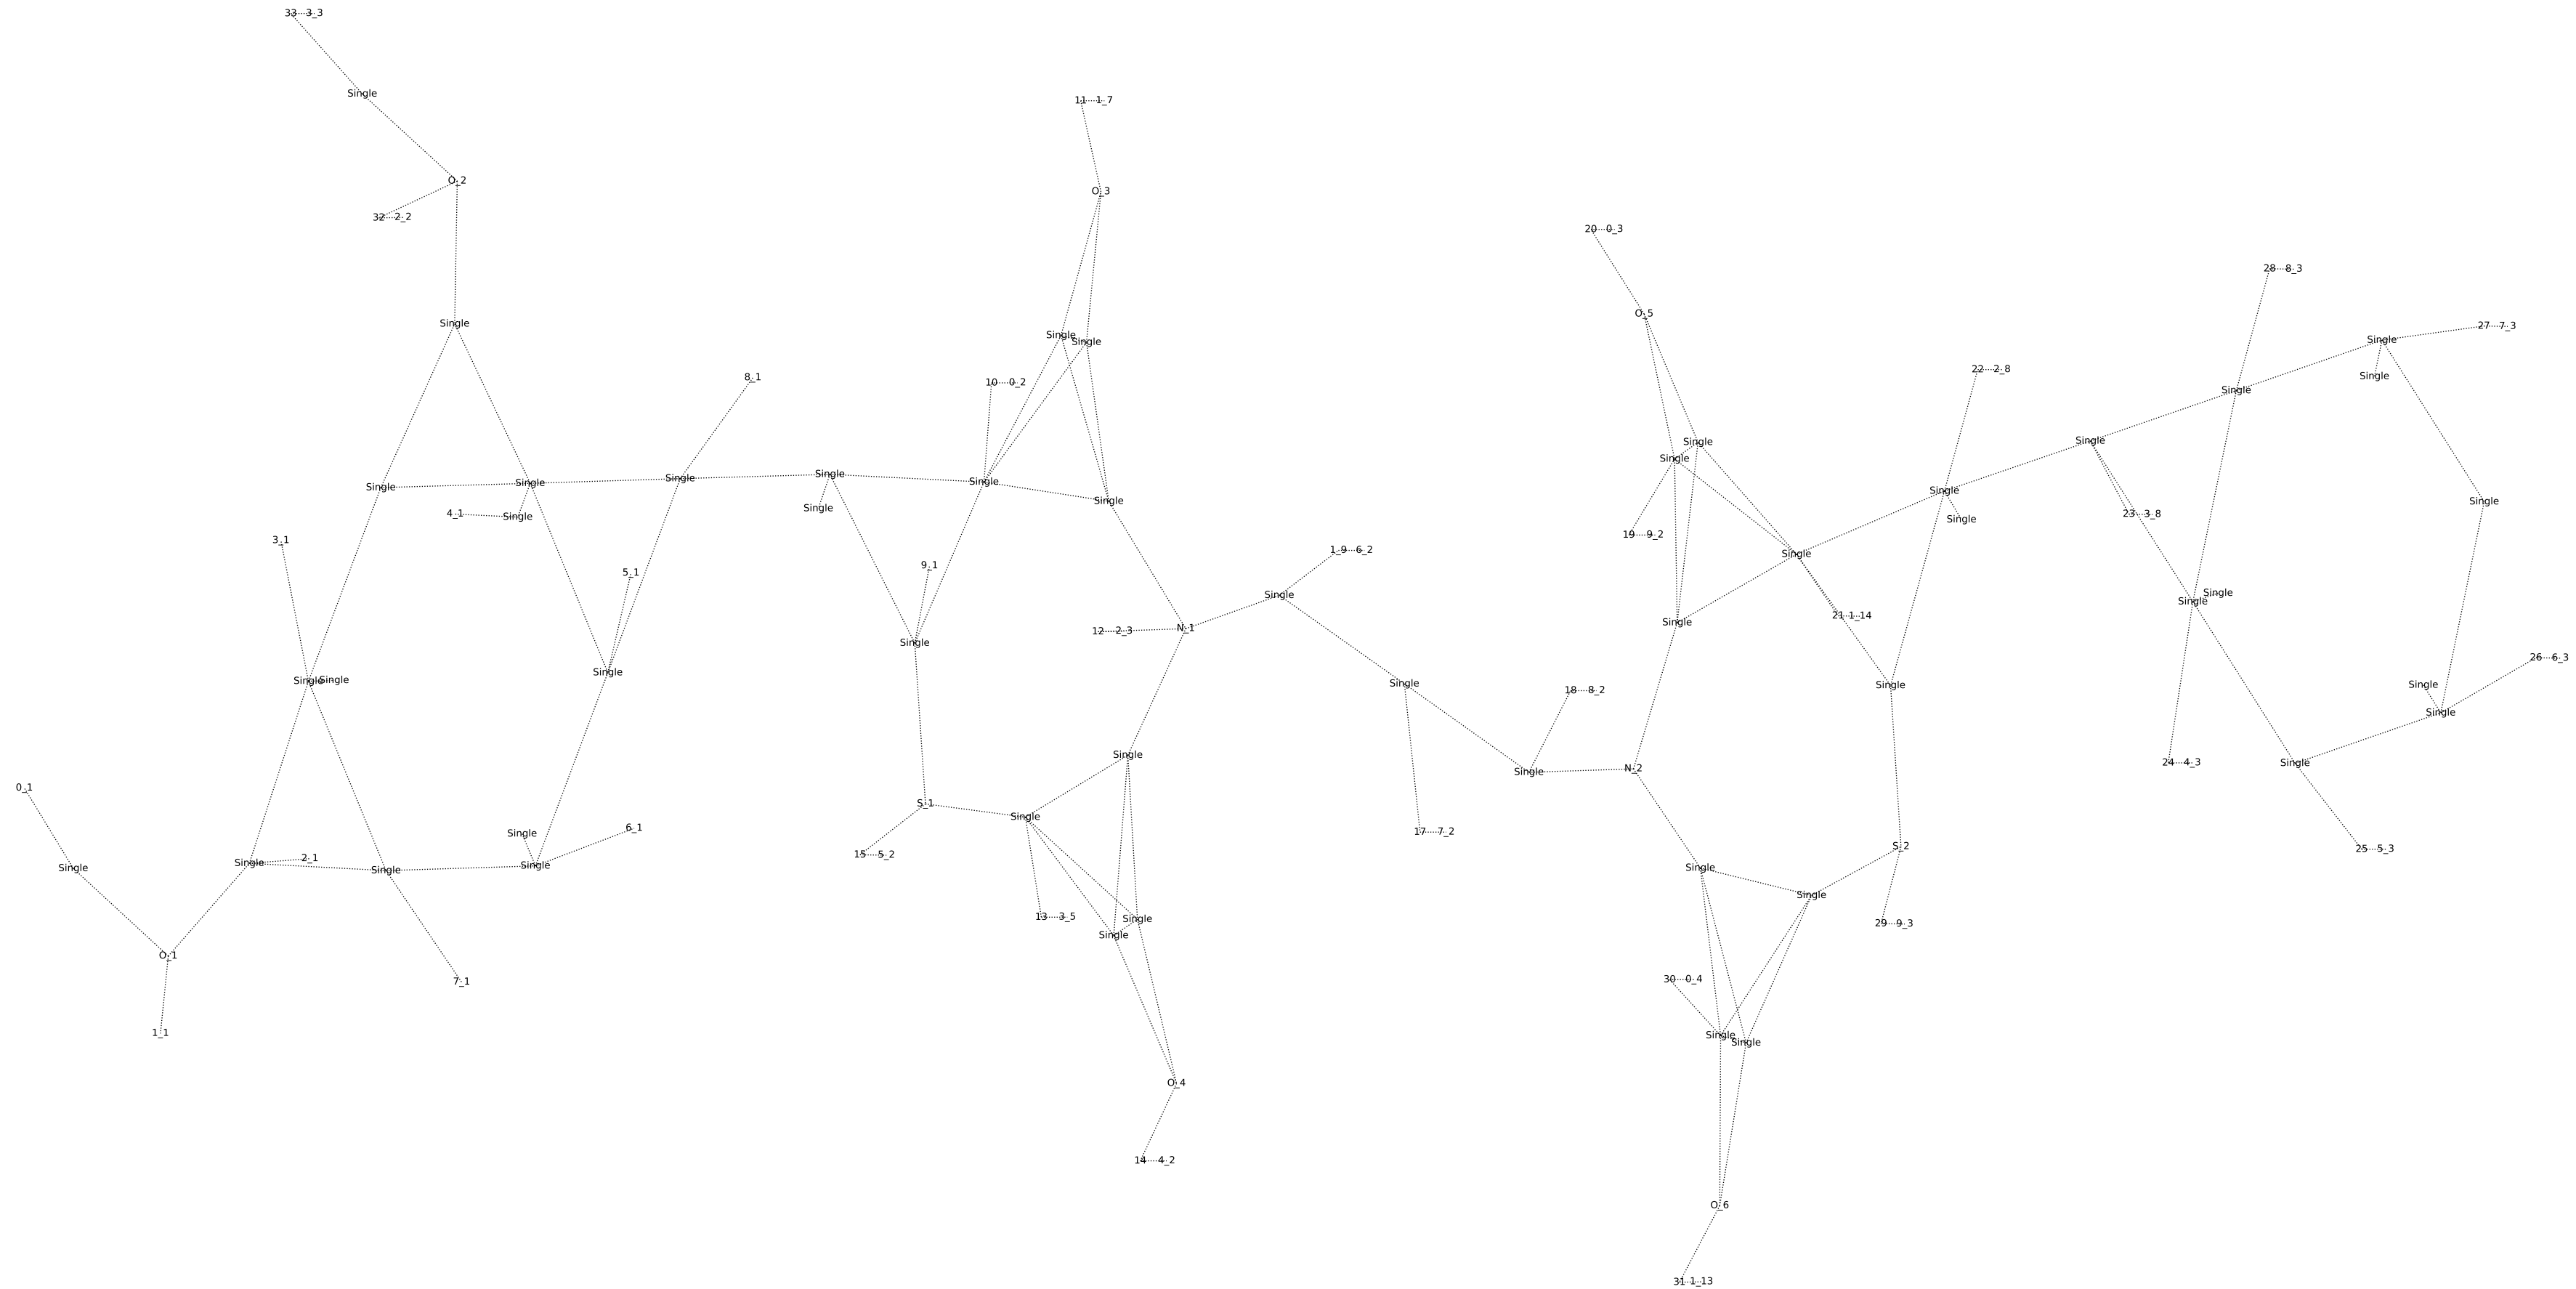 33 3_3
Single
11 1_7
O_2
O_3
32 2_2
20 0_3
28 8_3
O_5
Single
27 7_3
Single
Single
Single
22 2_8
Single
8_1
10 0_2
Single
Single
Single
Single
Single
Single
Single
Single
Single
Single
Single
Single
Single
4_1
Single
23 3_8
Single
Single
19 9_2
3_1
1_9 6_2
Single
9_1
5_1
Single
Single
Single
21 1_14
Single
N_1
12 2_3
Single
26 6_3
Single
Single
Single
Single
Single
Single
18 8_2
Single
Single
24 4_3
Single
N_2
Single
0_1
S_1
Single
6_1
17 7_2
Single
S_2
25 5_3
15 5_2
2_1
Single
Single
Single
Single
Single
Single
13 3_5
Single
29 9_3
Single
O_1
30 0_4
7_1
1_1
Single
Single
O_4
14 4_2
O_6
31 1_13